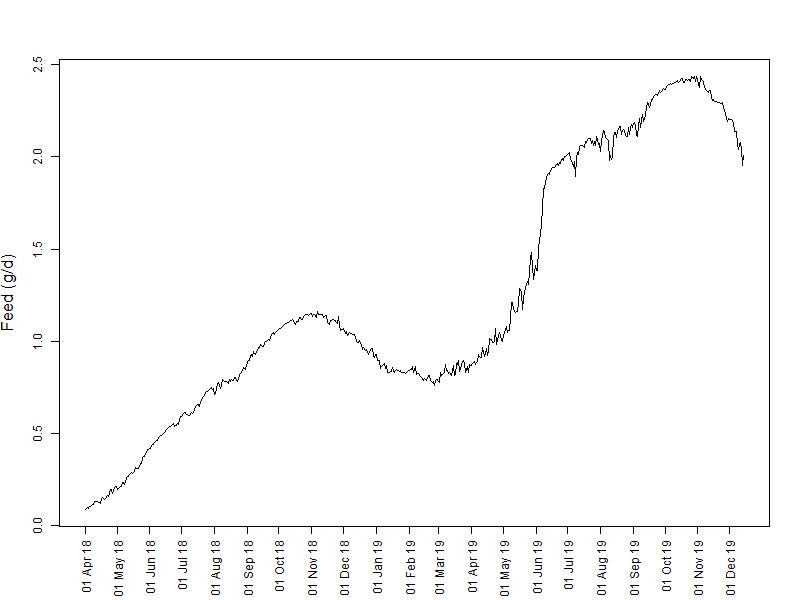 Feed (g/d)
2.5
2.0
1.5
1.0
0.5
0.0
01 Apr 18
01 May 18
01 Jun 18
01 Jul 18
01 Aug 18
01 Sep 18
01 Oct 18
01 Nov 18
01 Dec 18
01 Jan 19
01 Feb 19
01 Mar 19
01 Apr 19
01 May 19
01 Jun 19
01 Jul 19
01 Aug 19
01 Sep 19
01 Oct 19
01 Nov 19
01 Dec 19